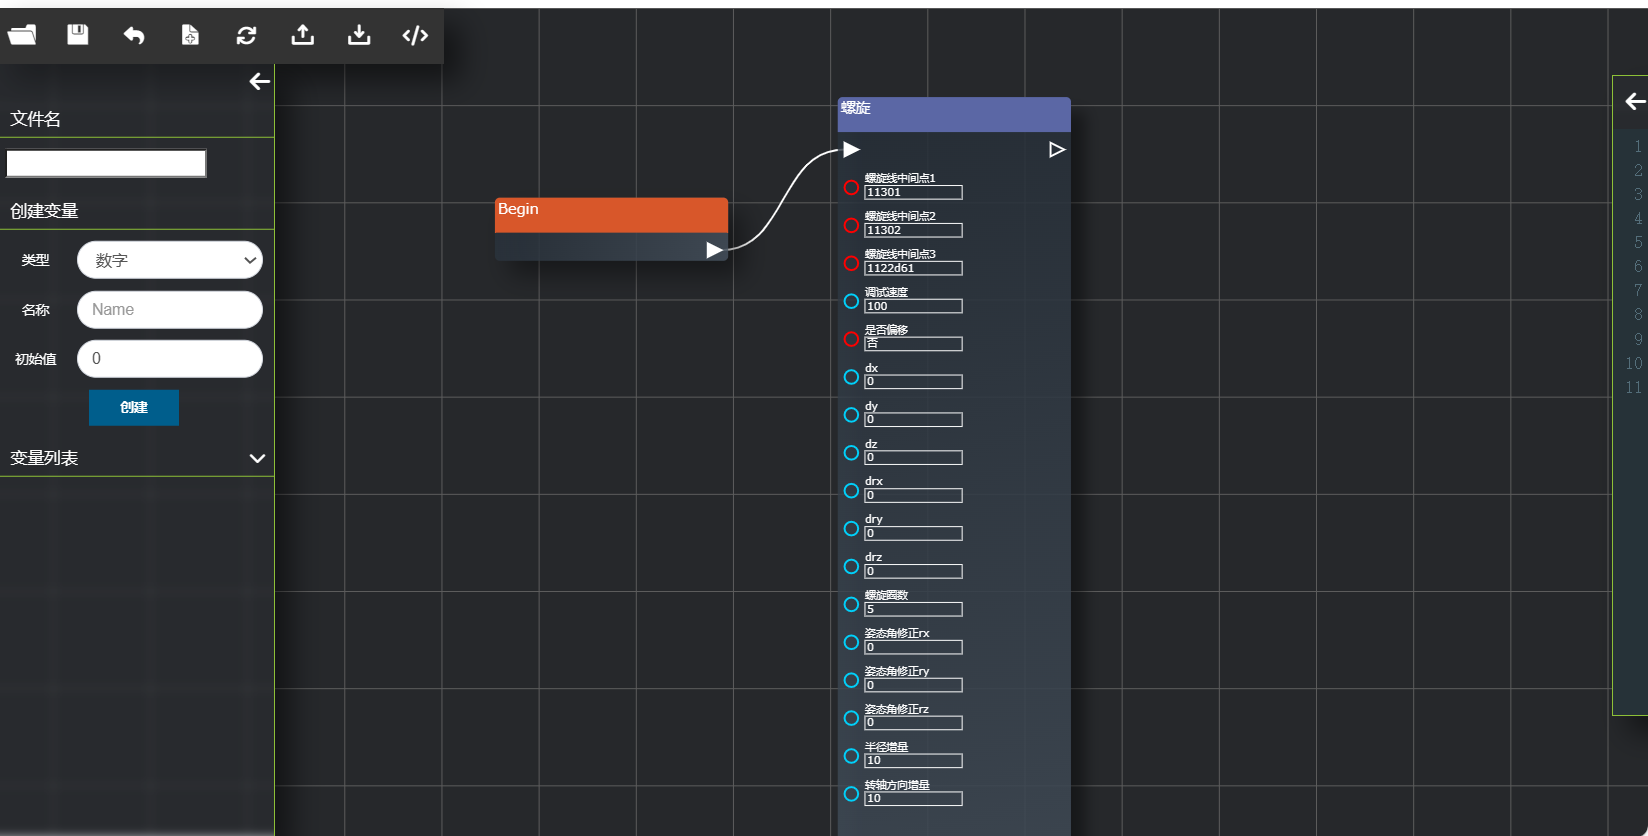 文件名
创建变量
类型
数字
名称
Name
初始值
0
创建
变量列表
Begin
螺旋
螺旋线中间点1
11301
螺旋线中间点2
11302
螺旋线中间点3
1122d61
调试速度
100
是否偏移
否
dx
0
dy
0
dz
0
drx
0
dry
0
drz
0
螺旋圈数
5
姿态角修正rx
0
姿态角修正ry
0
姿态角修正rz
0
半径增量
10
转轴方向增量
10
1
2
3
4
5
6
7
8
9
10
11